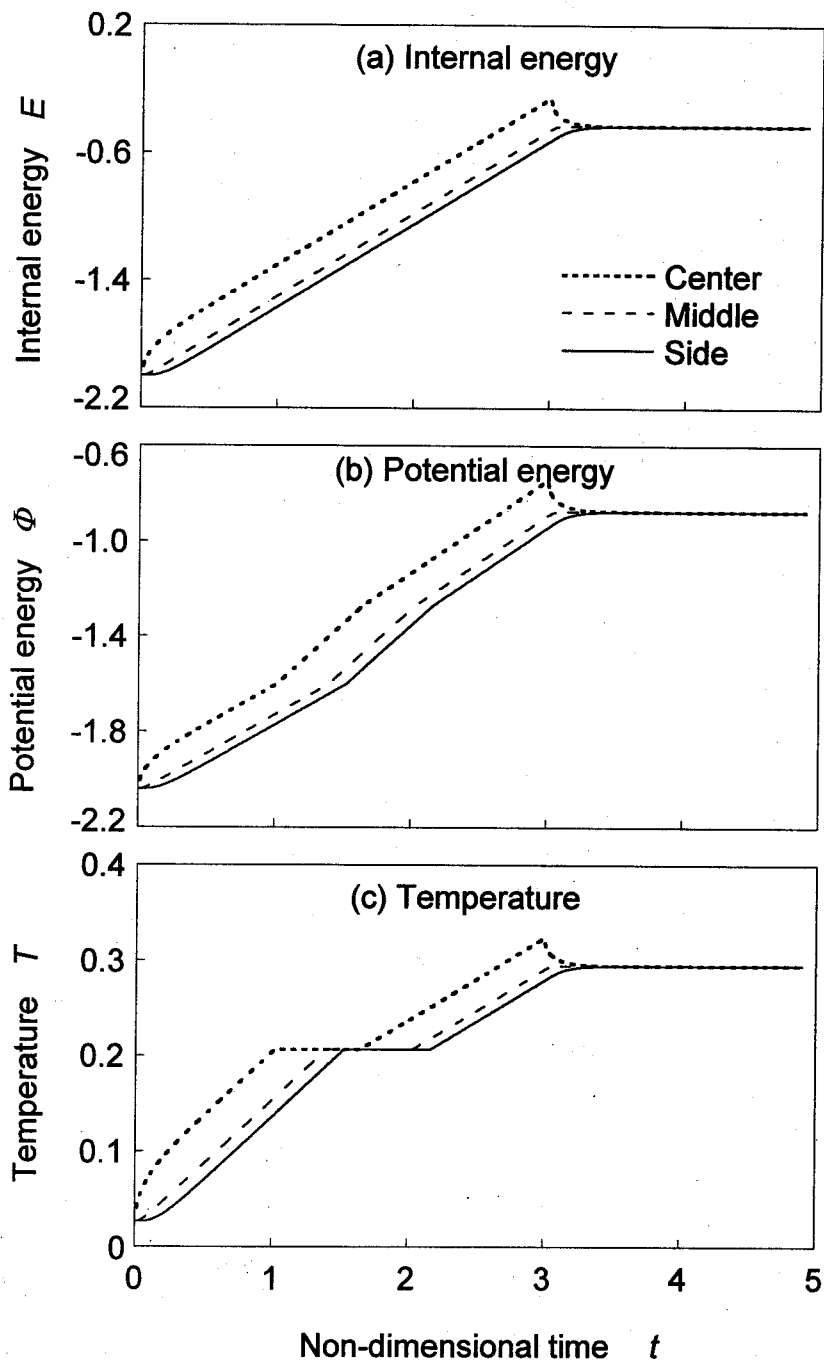 0.2
(a) Internal energy
Internal energy E
-0.6
-1.4
Center
Middle
Side
-2.2
-0.6
(b) Potential energy
Potential energy Φ
-1.0
-1.4
-1.8
-2.2
0.4
(c) Temperature
Temperature T
0.3
0.2
0.1
0
0 1 2 3 4 5
Non-dimensional time t